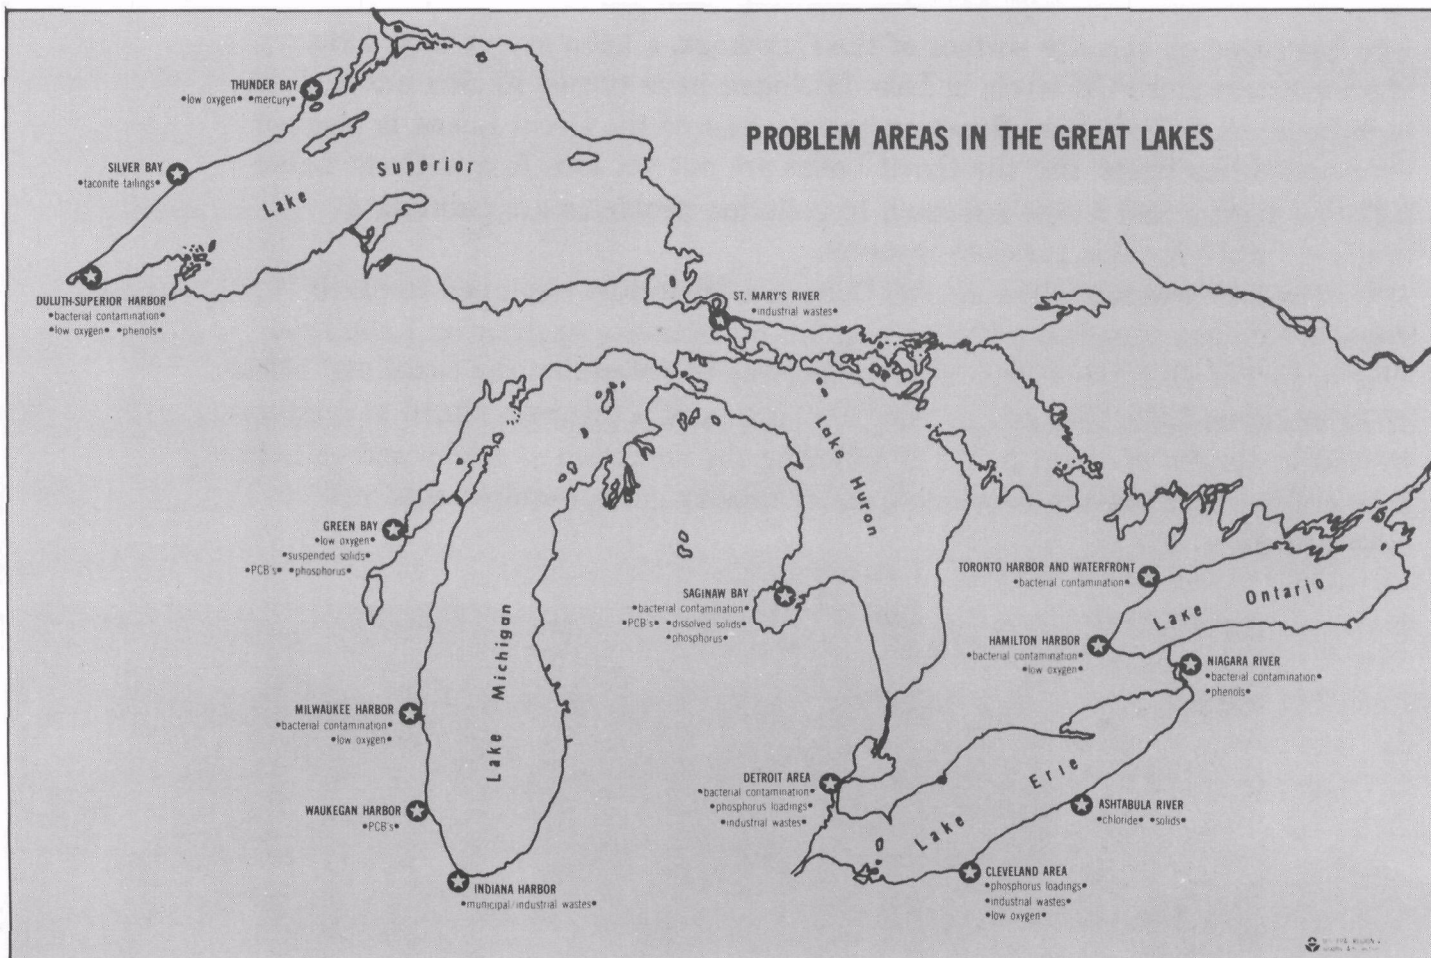 PROBLEM AREAS IN THE GREAT LAKES
THUNDER BAY
•low oxygen• •mercury•
SILVER BAY
•taconite tailings•
Lake Superior
DULUTH-SUPERIOR HARBOR
•bacterial contamination•
•low oxygen• •phenols•
ST. MARY'S RIVER
•industrial wastes•
Lake Huron
GREEN BAY
•low oxygen•
•suspended solids•
•PCB's• •phosphorus•
SAGINAW BAY
•bacterial contamination•
•PCB's• •dissolved solids•
•phosphorus•
TORONTO HARBOR AND WATERFRONT
•bacterial contamination•
Lake Ontario
HAMILTON HARBOR
•bacterial contamination•
•low oxygen•
NIAGARA RIVER
•bacterial contamination•
•phenols•
Lake Michigan
MILWAUKEE HARBOR
•bacterial contamination•
•low oxygen•
WAUKEGAN HARBOR
•PCB's•
DETROIT AREA
•bacterial contamination•
•phosphorus loadings•
•industrial wastes•
Lake Erie
ASHTABULA RIVER
•chloride• •solids•
CLEVELAND AREA
•phosphorus loadings•
•industrial wastes•
•low oxygen•
INDIANA HARBOR
•municipal/industrial wastes•